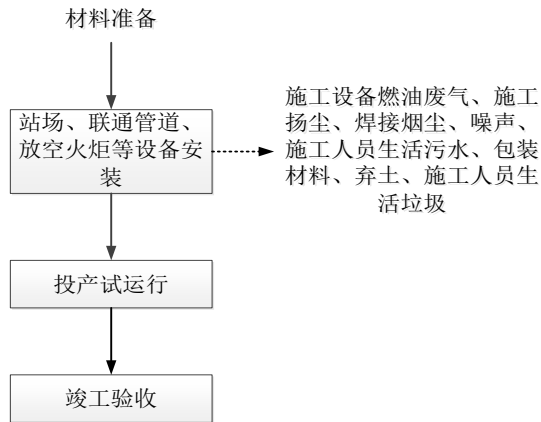 材料准备
站场、联通管道、
放空火炬等设备安
装
施工设备燃油废气、施工
扬尘、焊接烟尘、噪声、
施工人员生活污水、包装
材料、弃土、施工人员生
活垃圾
投产试运行
竣工验收